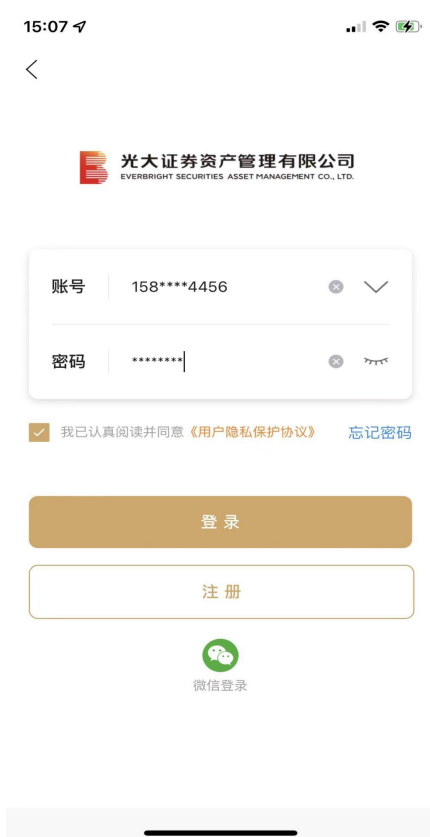 15:07
光大证券资产管理有限公司
EVERBRIGHT SECURITIES ASSET MANAGEMENT CO., LTD.
账号 158****4456
密码 ********
我已认真阅读并同意《用户隐私保护协议》 忘记密码
登录
注册
微信登录